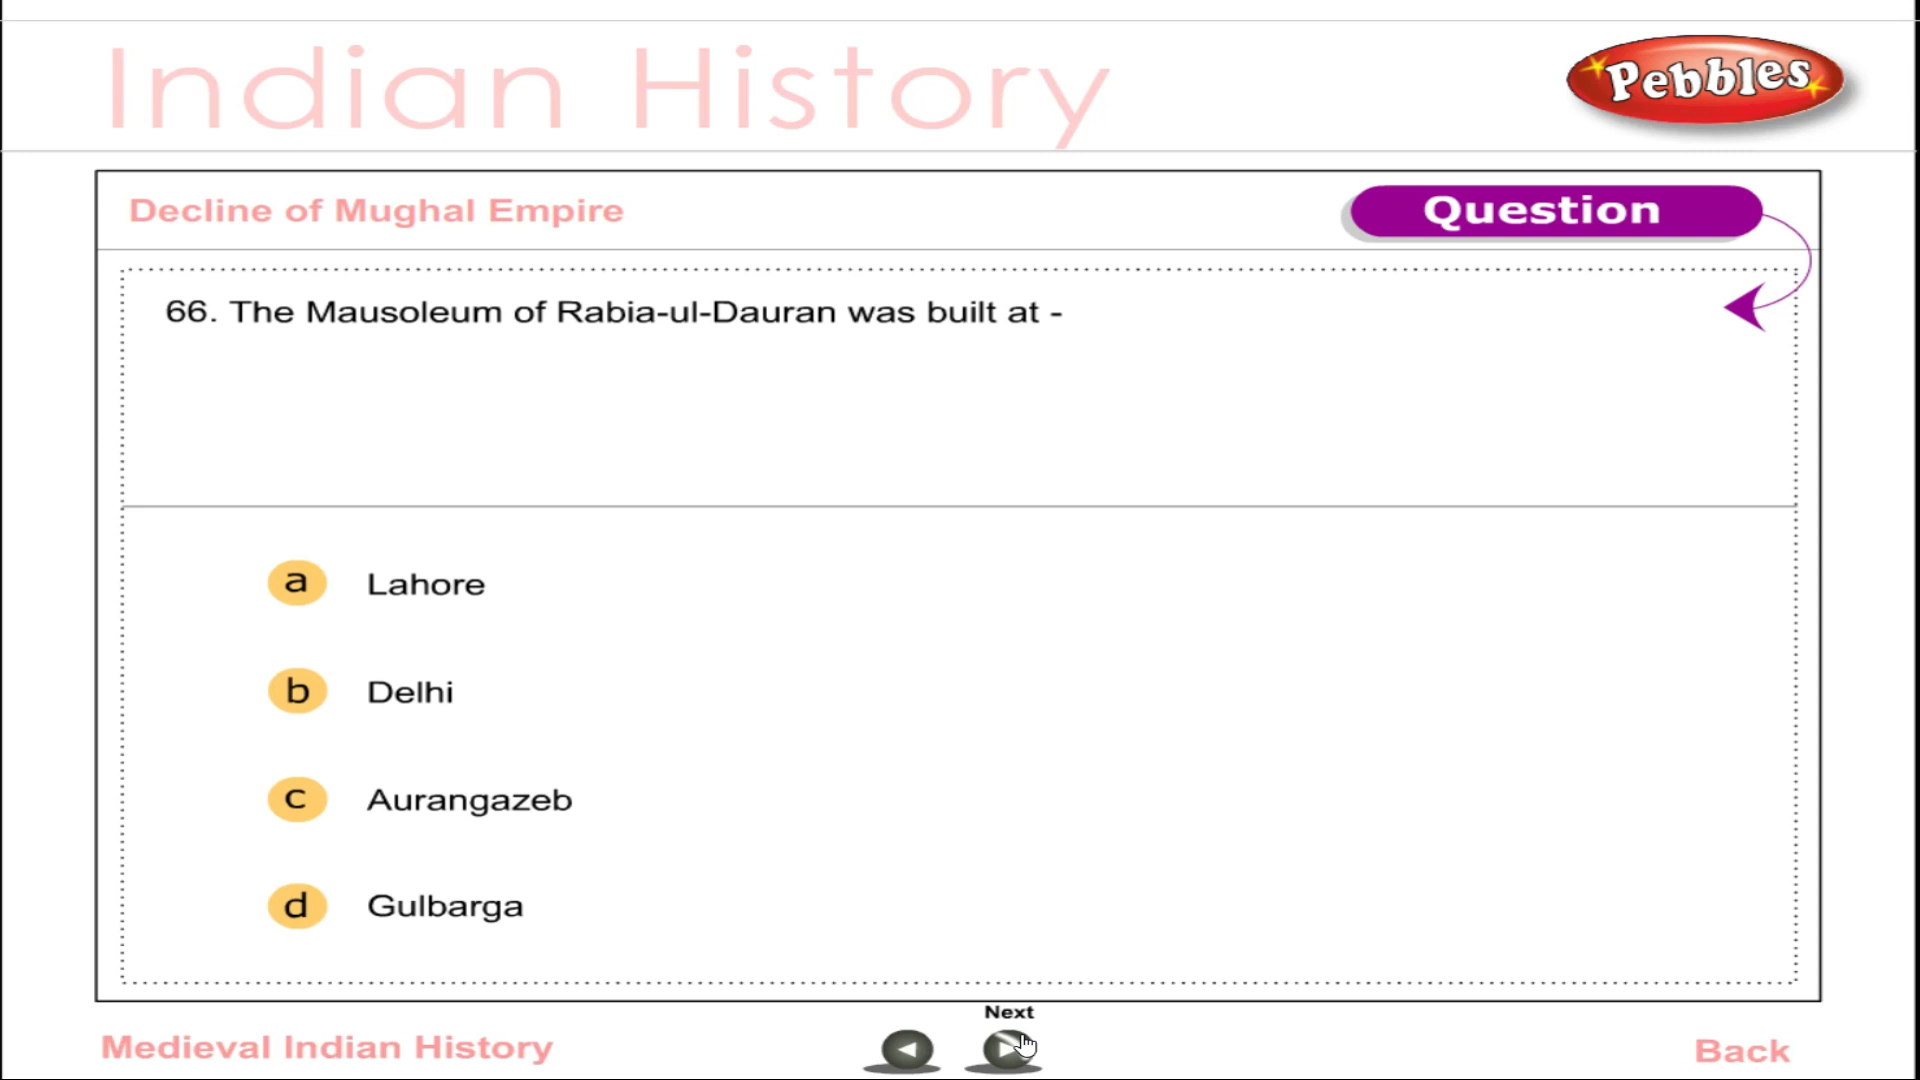 Indian History
Pebbles
Decline of Mughal Empire
Question
66. The Mausoleum of Rabia-ul-Dauran was built at -
a Lahore
b Delhi
c Aurangazeb
d Gulbarga
Next
Medieval Indian History
Back